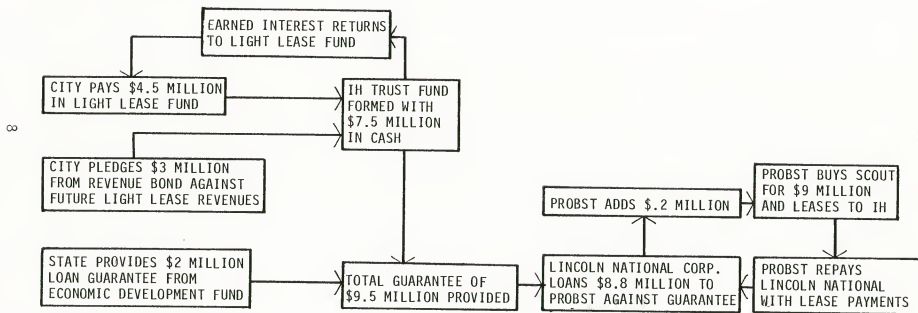 EARNED INTEREST RETURNS
TO LIGHT LEASE FUND
CITY PAYS $4.5 MILLION
IN LIGHT LEASE FUND
IH TRUST FUND
FORMED WITH
$7.5 MILLION
IN CASH
8
CITY PLEDGES $3 MILLION
FROM REVENUE BOND AGAINST
FUTURE LIGHT LEASE REVENUES
STATE PROVIDES $2 MILLION
LOAN GUARANTEE FROM
ECONOMIC DEVELOPMENT FUND
TOTAL GUARANTEE OF
$9.5 MILLION PROVIDED
LINCOLN NATIONAL CORP.
LOANS $8.8 MILLION TO
PROBST AGAINST GUARANTEE
PROBST ADDS $.2 MILLION
PROBST BUYS SCOUT
FOR $9 MILLION
AND LEASES TO IH
PROBST REPAYS
LINCOLN NATIONAL
WITH LEASE PAYMENTS